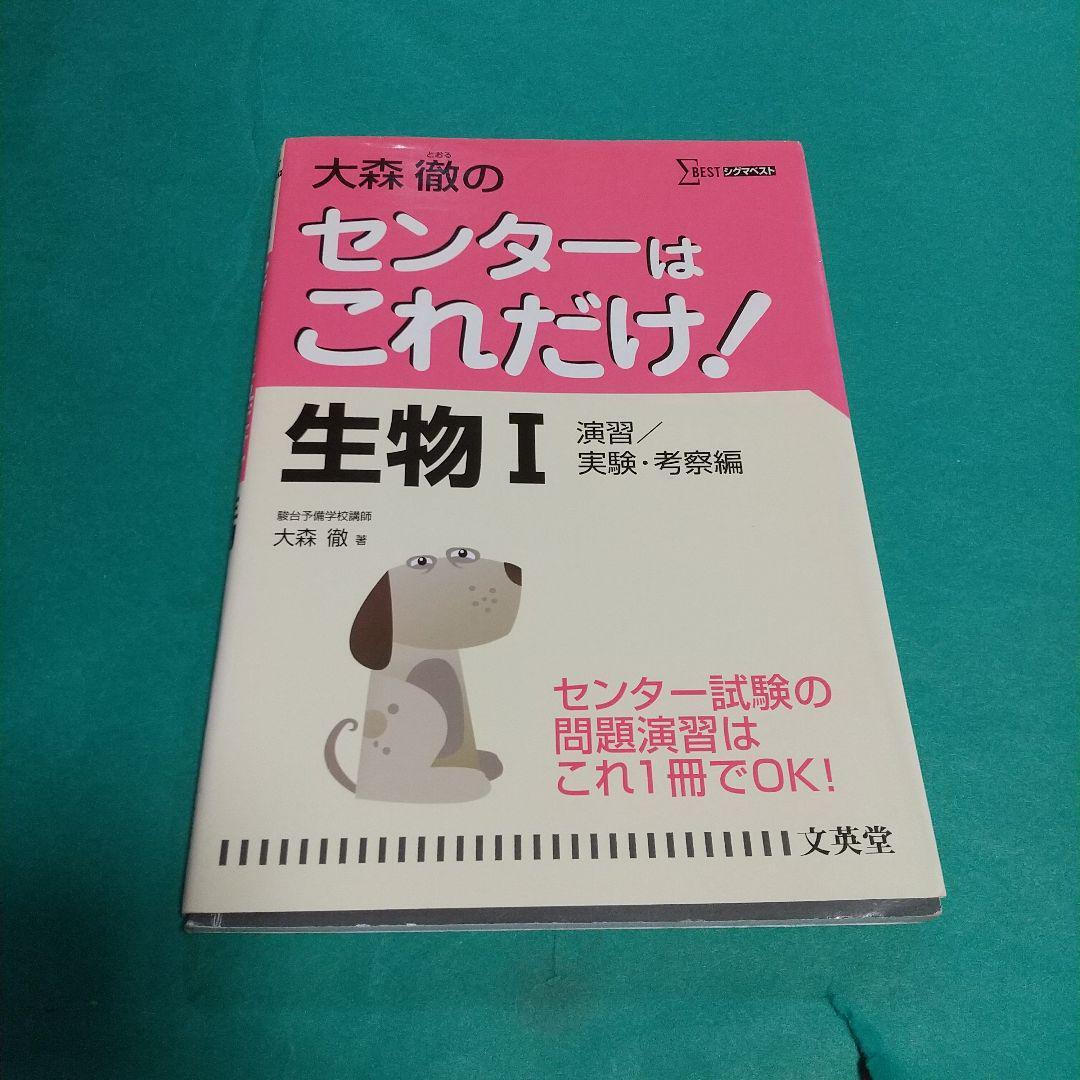 とおる
大森 徹の
ΣBEST シグマベスト
センターは
これだけ!
生物Ⅰ
演習/
実験・考察編
駿台予備学校講師
大森 徹 著
センター試験の
問題演習は
これ1冊でOK!
文英堂